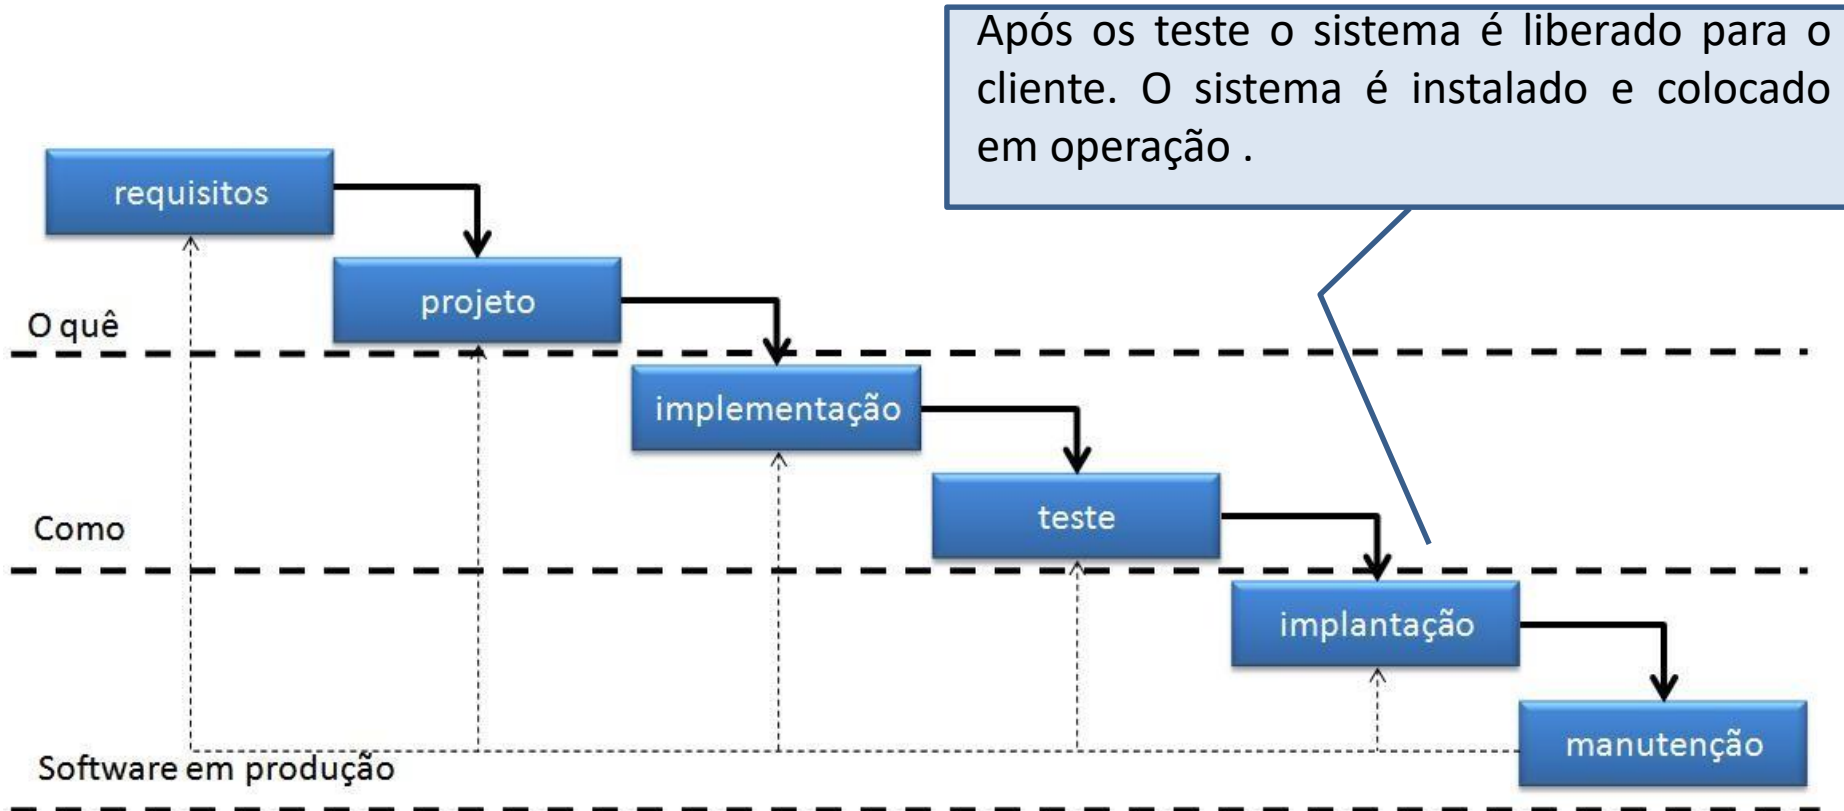 Após os teste o sistema é liberado para o
cliente. O sistema é instalado e colocado
em operação .
requisitos
projeto
O quê
implementação
Como
teste
implantação
manutenção
Software em produção